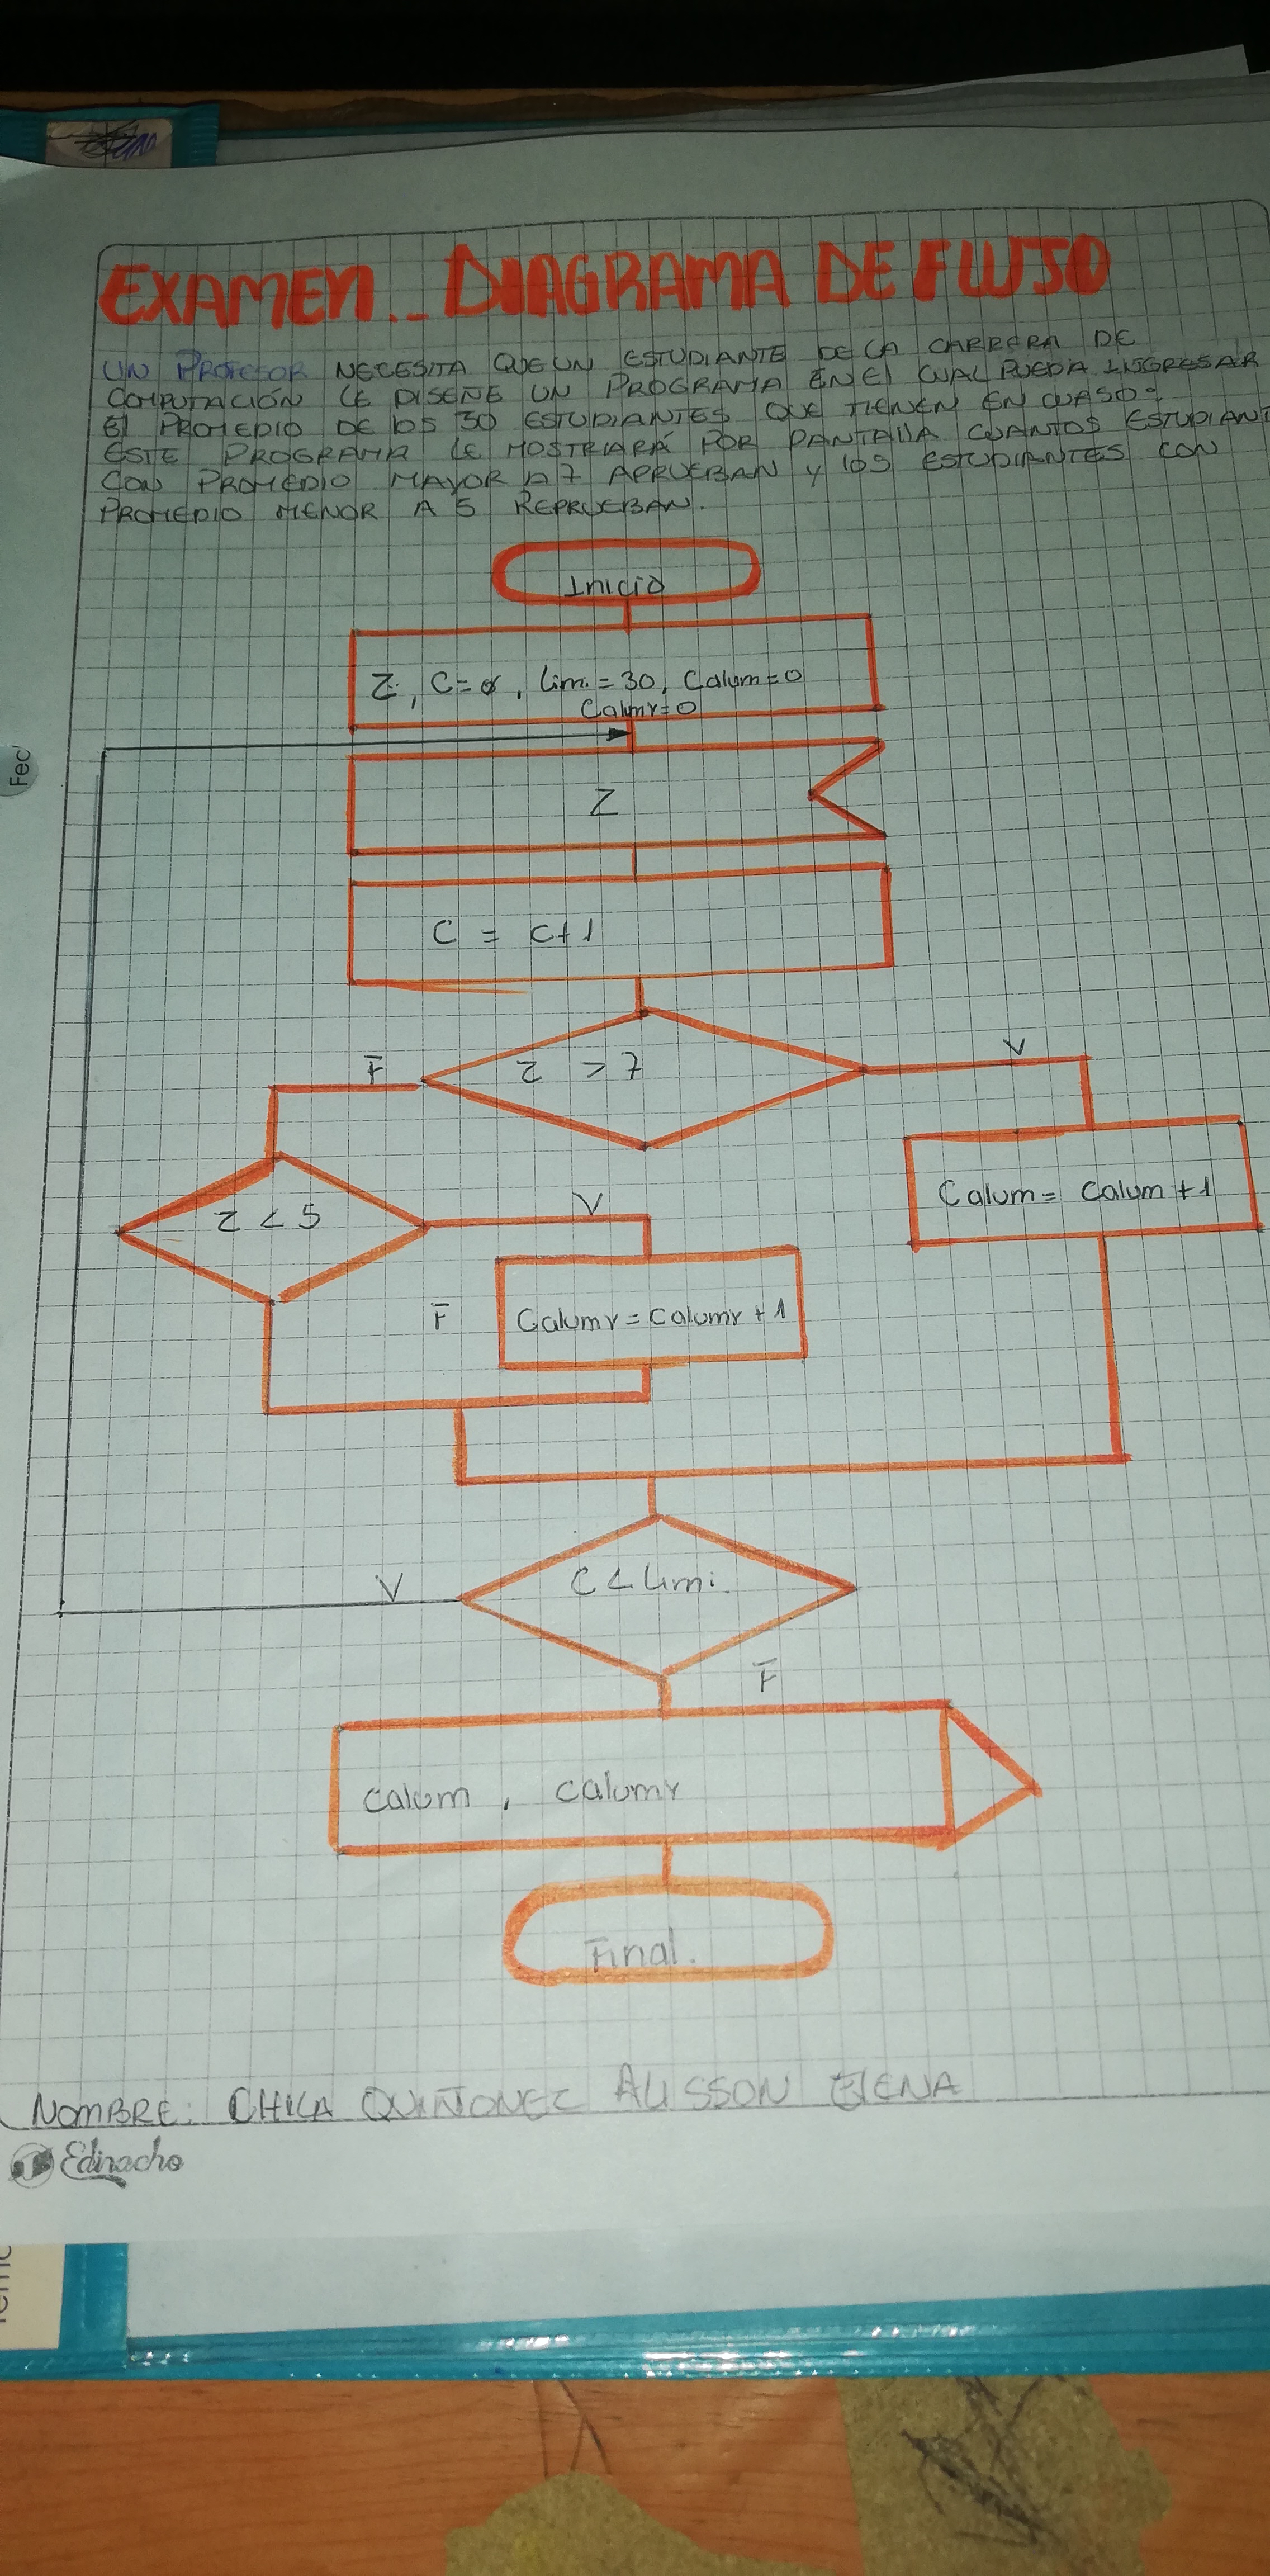 EXAMEN.. DIAGRAMA DE FLUJO
UN PROFESOR NECESITA QUE UN ESTUDIANTE DE LA CARRERA DE
COMPUTACIÓN LE DISEÑE UN PROGRAMA EN El CUAL PUEDA INGRESAR
El PROMEDIO DE LOS 30 ESTUDIANTES QUE TIENEN EN CURSO;
ESTE PROGRAMA LE MOSTRIARÁ POR PANTALLA CUANTOS ESTUDIANT
CON PROMEDIO MAYOR A 7 APRUEBAN y lOS ESTUDIANTES CON
PROMEDIO MENOR A 5 REPRUEBAN.
Inicio
Z, C=0, limi=30, Calum=0
Calumr=0
Z
C = C+1
F
Z > 7
V
Z < 5
V
Calum= Calum+1
F
Calumr=Calumr+1
V
C < limi.
F
Calum, Calumr
Final.
NOMBRE: CHILA QUIÑONEZ ALISSON ELENA
Edinacho
Fec